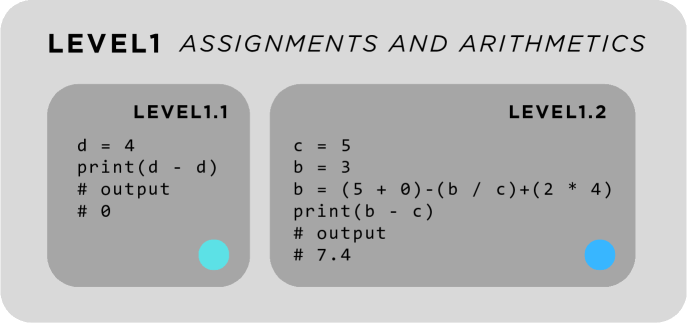 LEVEL1 ASSIGNMENTS AND ARITHMETICS
LEVEL1.1
d = 4
print(d - d)
# output
# 0
LEVEL1.2
c = 5
b = 3
b = (5 + 0)-(b / c)+(2 * 4)
print(b - c)
# output
# 7.4